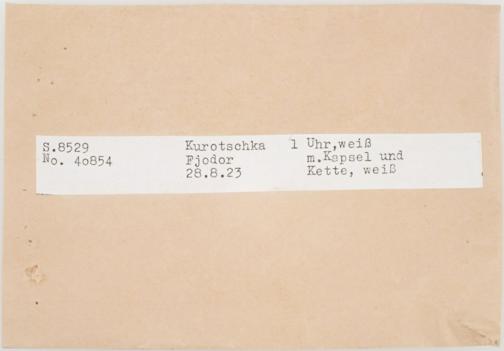 S.8529 Kurotschka 1 Uhr,weiß
No. 40854 Fjodor m.Kapsel und
28.8.23 Kette, weiß